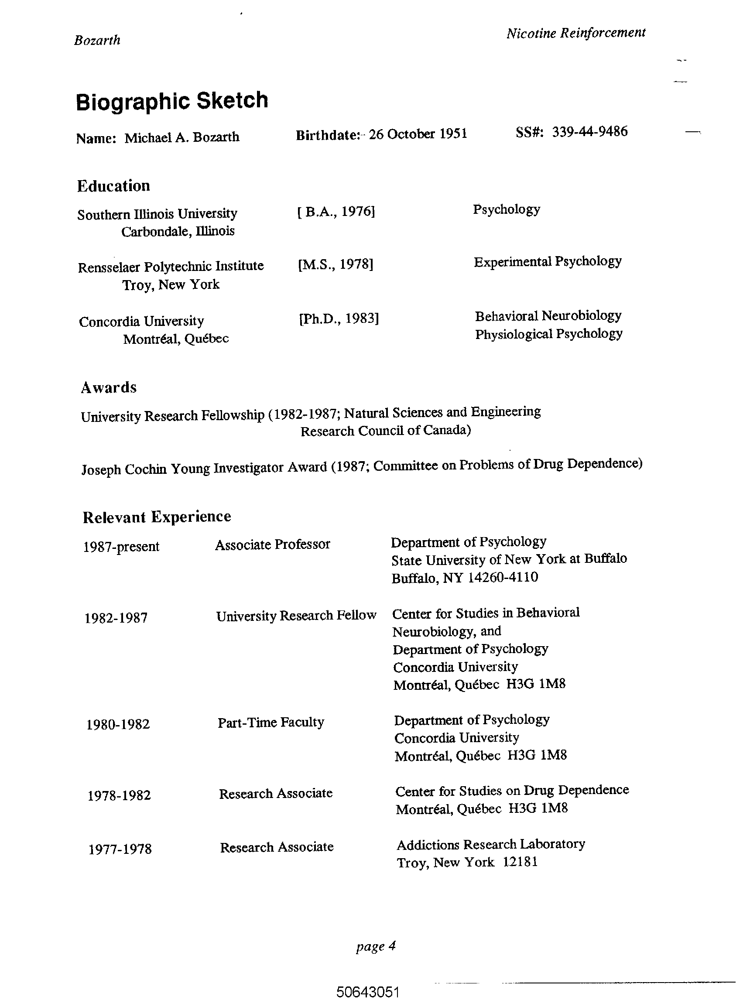 Bozarth
Nicotine Reinforcement
Biographic Sketch
Name: Michael A. Bozarth Birthdate: 26 October 1951 SS#: 339-44-9486
Education
Southern Illinois University [ B.A., 1976] Psychology
Carbondale, Illinois
Rensselaer Polytechnic Institute [M.S., 1978] Experimental Psychology
Troy, New York
Concordia University [Ph.D., 1983] Behavioral Neurobiology
Montréal, Québec Physiological Psychology
Awards
University Research Fellowship (1982-1987; Natural Sciences and Engineering
Research Council of Canada)
Joseph Cochin Young Investigator Award (1987; Committee on Problems of Drug Dependence)
Relevant Experience
1987-present Associate Professor Department of Psychology
State University of New York at Buffalo
Buffalo, NY 14260-4110
1982-1987 University Research Fellow Center for Studies in Behavioral
Neurobiology, and
Department of Psychology
Concordia University
Montréal, Québec H3G 1M8
1980-1982 Part-Time Faculty Department of Psychology
Concordia University
Montréal, Québec H3G 1M8
1978-1982 Research Associate Center for Studies on Drug Dependence
Montréal, Québec H3G 1M8
1977-1978 Research Associate Addictions Research Laboratory
Troy, New York 12181
page 4
50643051